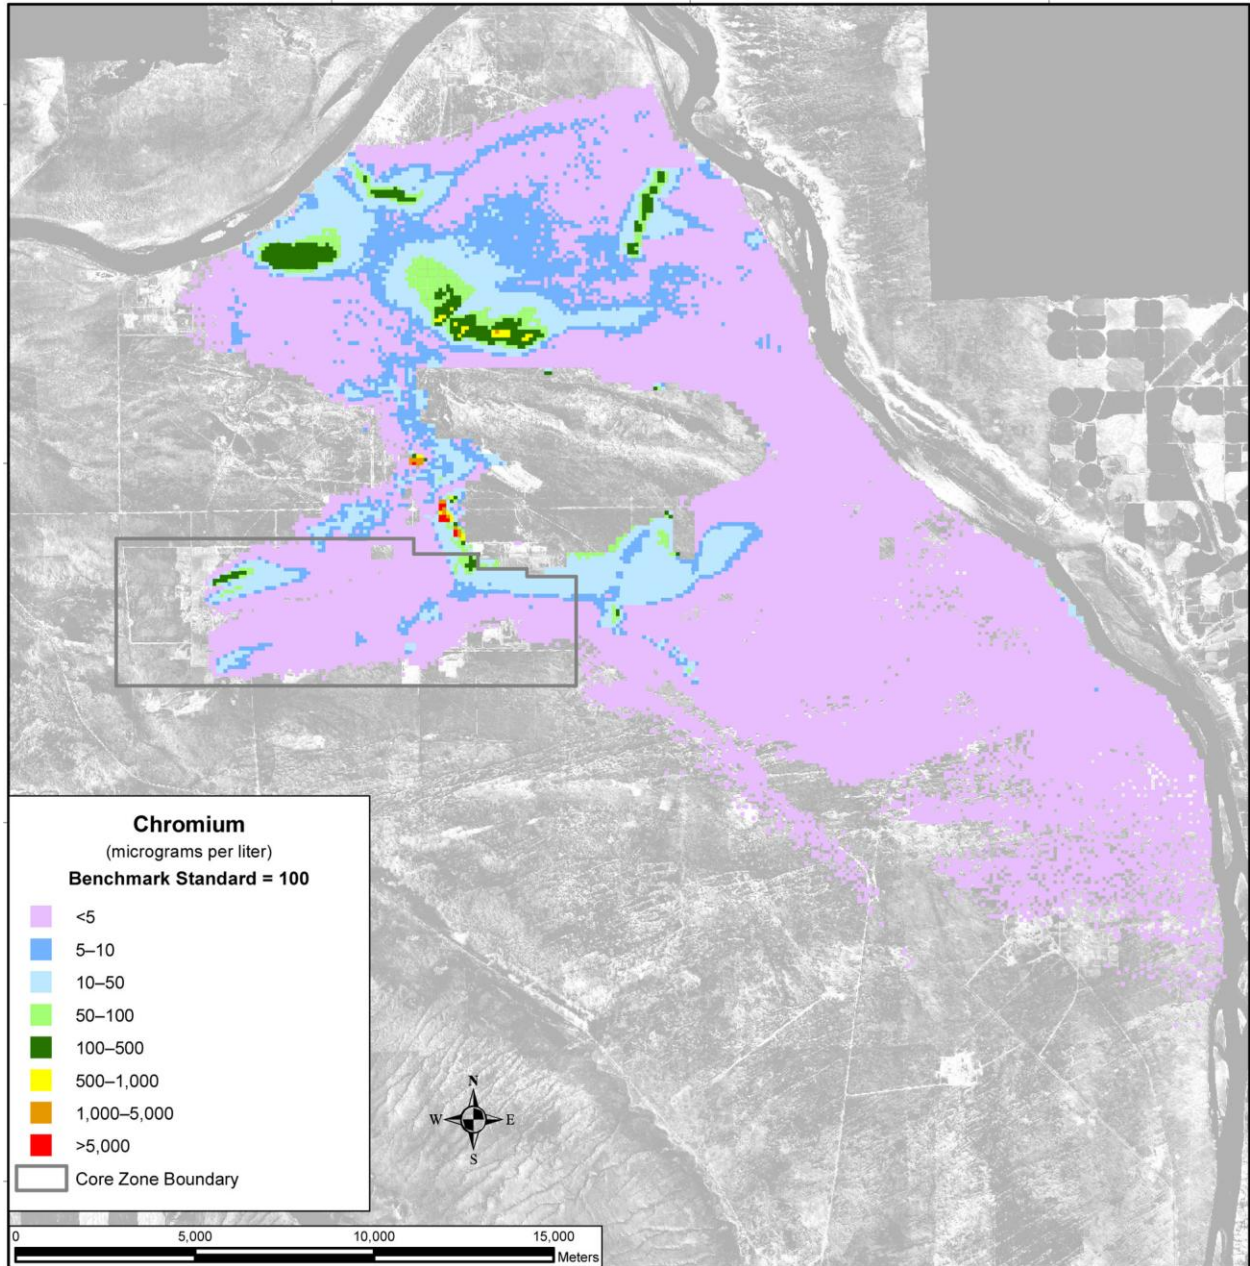 N
W E
S
Chromium
(micrograms per liter)
Benchmark Standard = 100
<5
5–10
10–50
50–100
100–500
500–1,000
1,000–5,000
>5,000
Core Zone Boundary
0 5,000 10,000 15,000
Meters